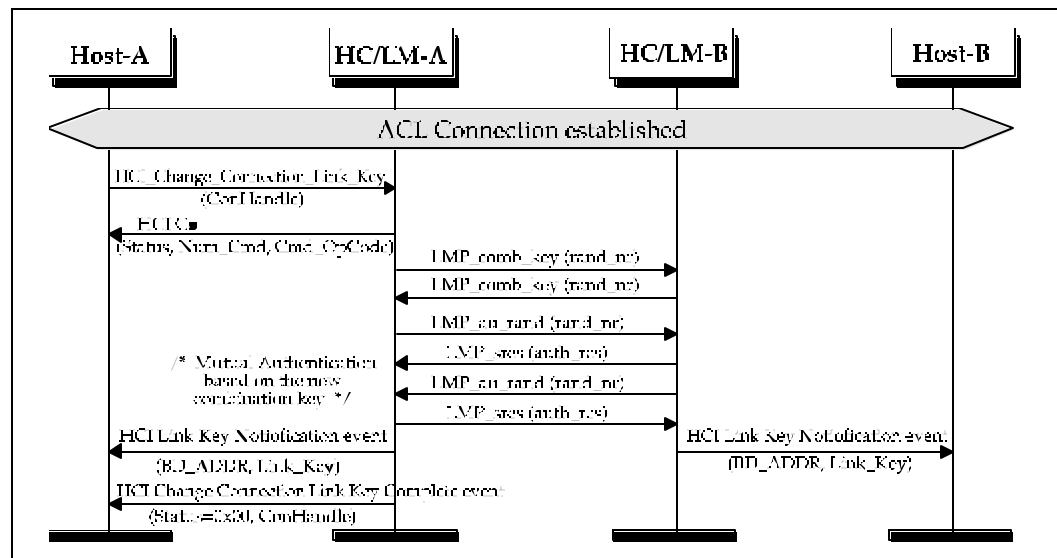 Host-A
HC/LM-A
HC/LM-B
Host-B
ACL Connection established
HCI_Change_Connection_Link_Key
(ConHandle)
HCI Cs
(Status, Num_Cmd, Cmd_OpCode)
LMP_comb_key (rand_nr)
LMP_comb_key (rand_nr)
LMP_au_rand (rand_nr)
LMP_sres (auth_res)
/* Mutual Authentication
based on the new
combination key */
LMP_au_rand (rand_nr)
LMP_sres (auth_res)
HCI Link Key Notiofication event
(BD_ADDR, Link_Key)
HCI Link Key Notiofication event
(BD_ADDR, Link_Key)
HCI Change Connection Link Key Complete event
(Status=0x00, ConHandle)